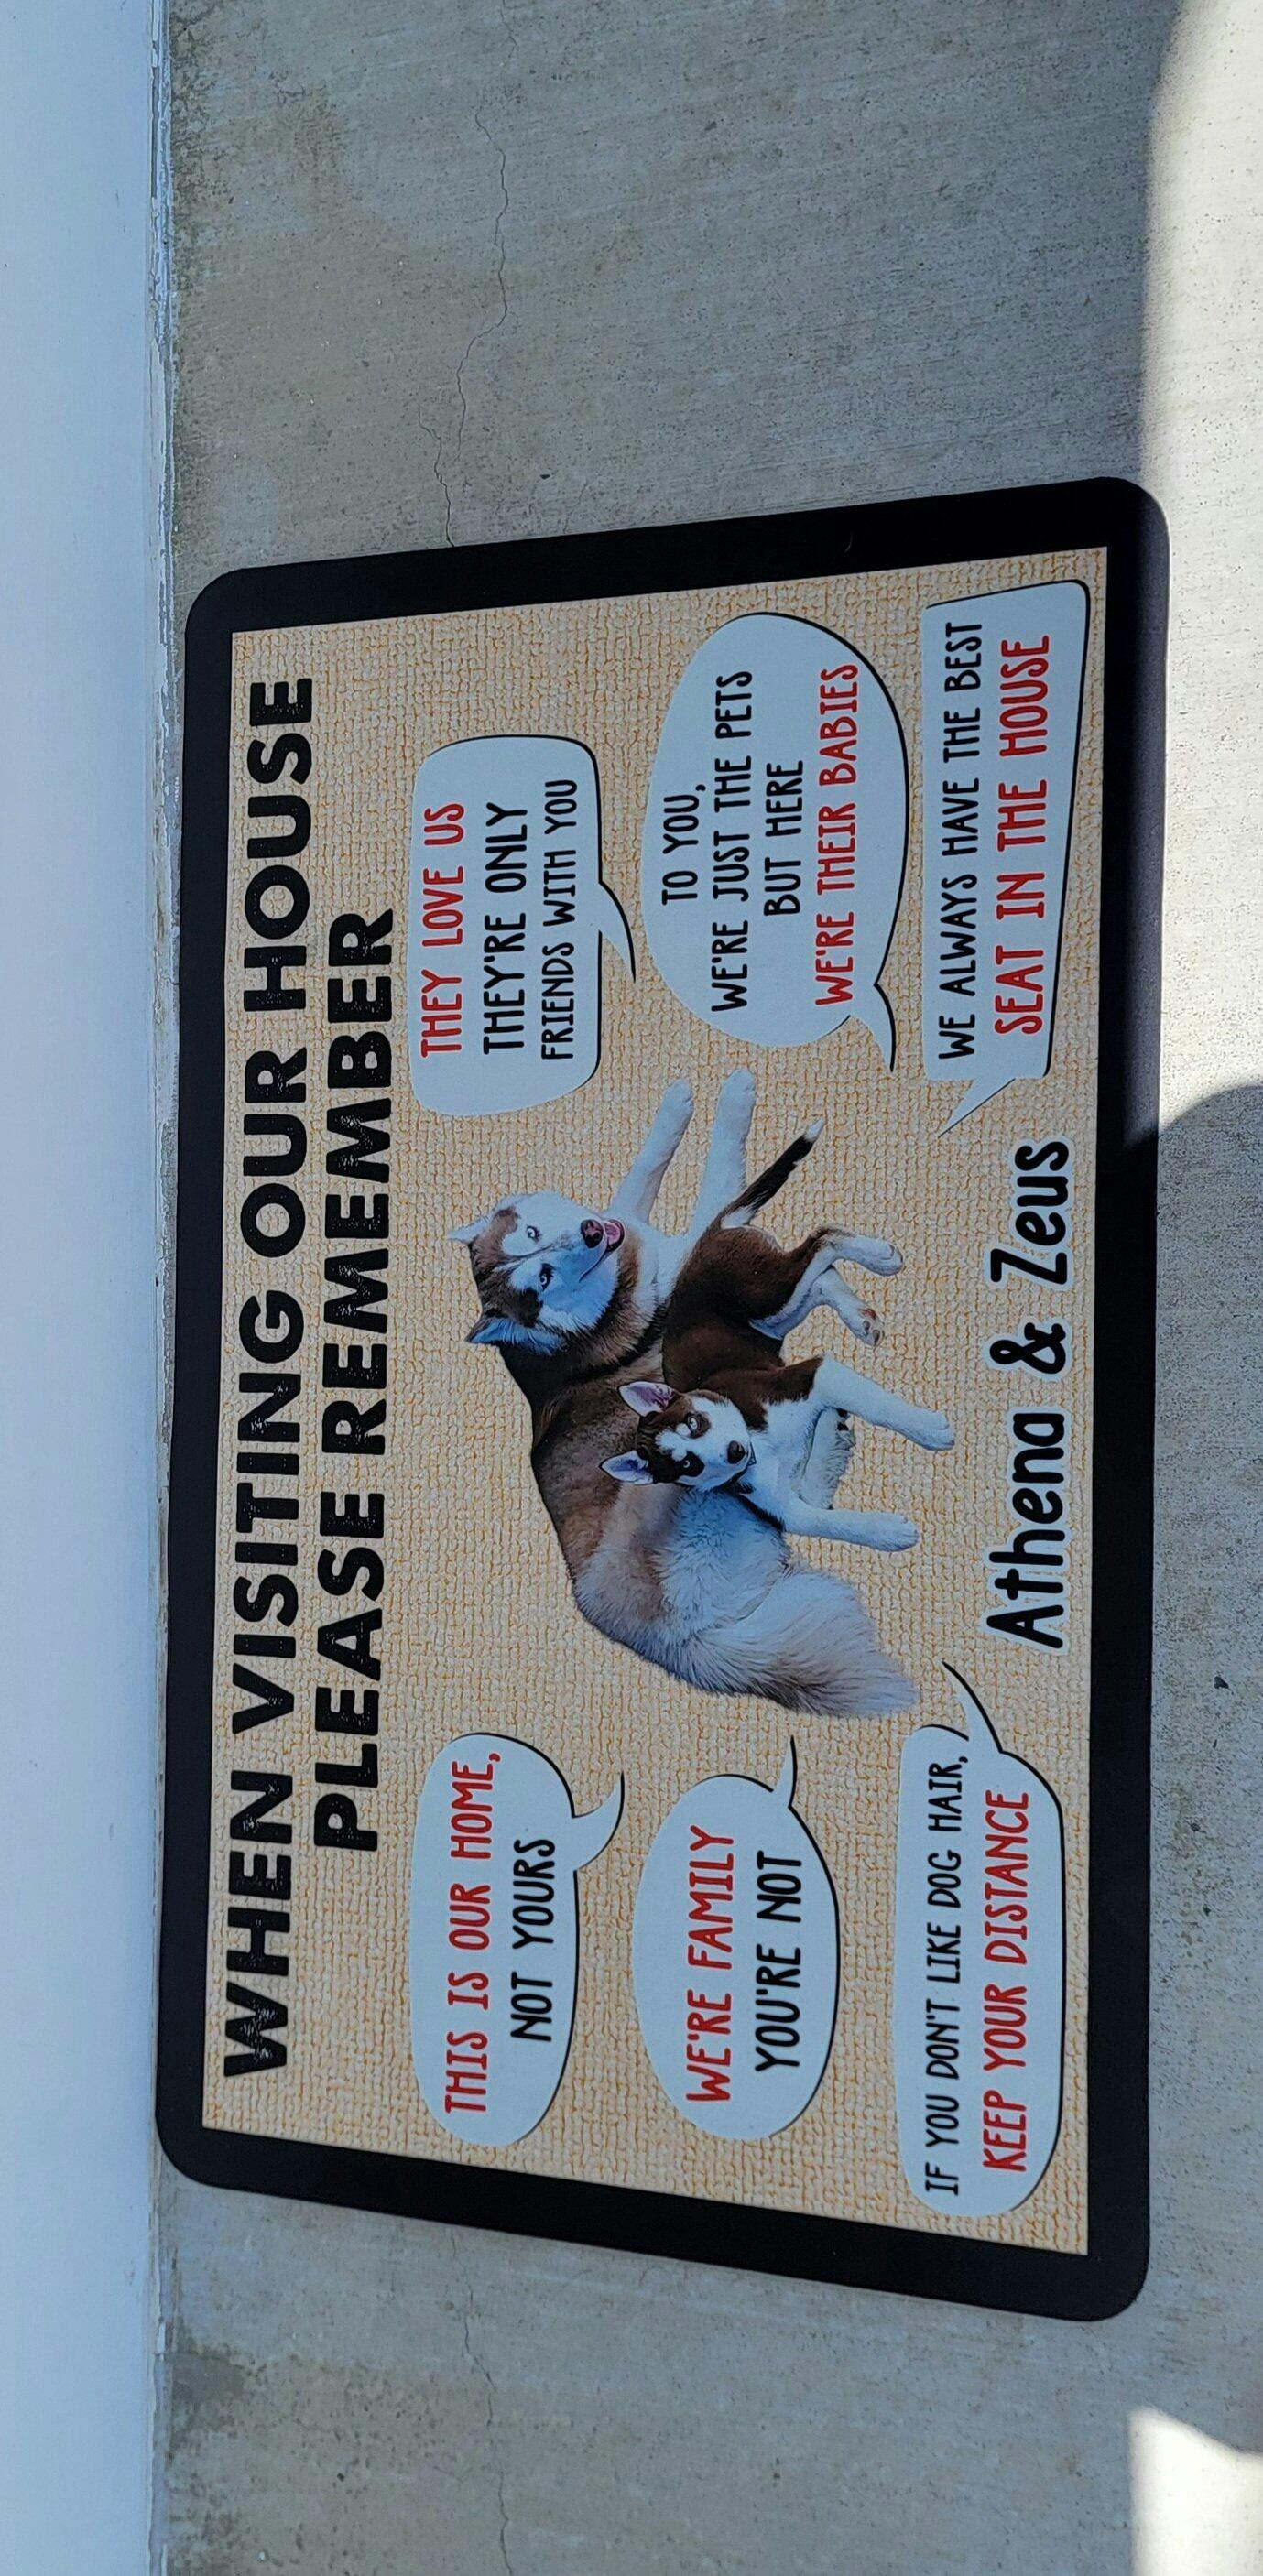 WHEN VISITING OUR HOUSE
PLEASE REMEMBER
THIS IS OUR HOME,
NOT YOURS
WE'RE FAMILY
YOU'RE NOT
IF YOU DON'T LIKE DOG HAIR,
KEEP YOUR DISTANCE
THEY LOVE US
THEY'RE ONLY
FRIENDS WITH YOU
TO YOU,
WE'RE JUST THE PETS
BUT HERE
WE'RE THEIR BABIES
WE ALWAYS HAVE THE BEST
SEAT IN THE HOUSE
Athena & Zeus